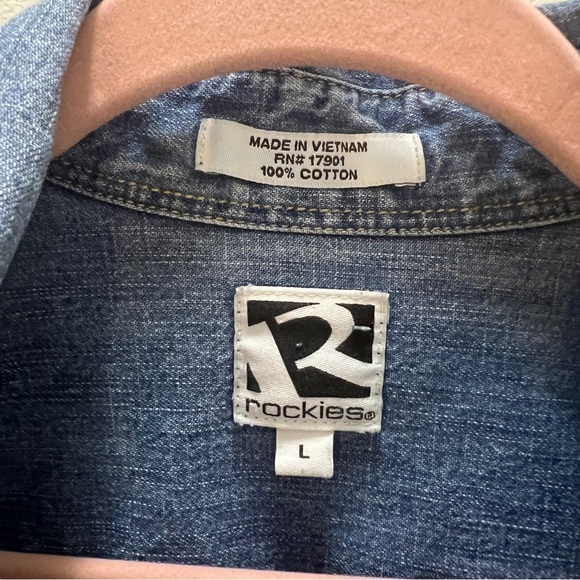 MADE IN VIETNAM
RN# 17901
100% COTTON
R
rockies®
L